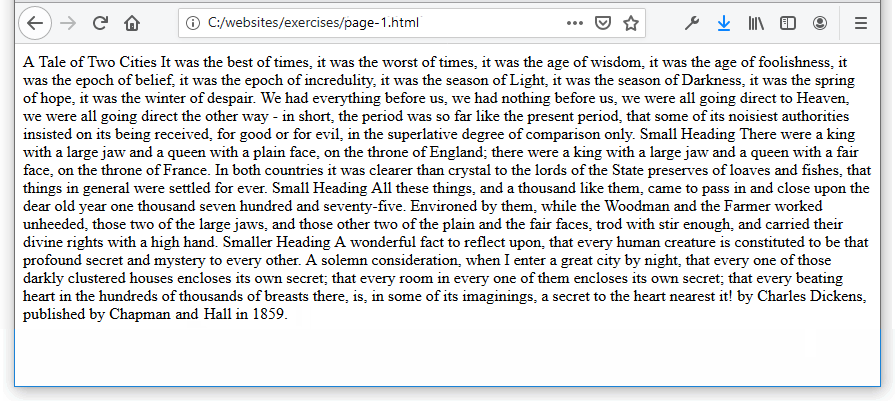 C:/websites/exercises/page-1.html
A Tale of Two Cities It was the best of times, it was the worst of times, it was the age of wisdom, it was the age of foolishness, it
was the epoch of belief, it was the epoch of incredulity, it was the season of Light, it was the season of Darkness, it was the spring
of hope, it was the winter of despair. We had everything before us, we had nothing before us, we were all going direct to Heaven,
we were all going direct the other way - in short, the period was so far like the present period, that some of its noisiest authorities
insisted on its being received, for good or for evil, in the superlative degree of comparison only. Small Heading There were a king
with a large jaw and a queen with a plain face, on the throne of England; there were a king with a large jaw and a queen with a fair
face, on the throne of France. In both countries it was clearer than crystal to the lords of the State preserves of loaves and fishes, that
things in general were settled for ever. Small Heading All these things, and a thousand like them, came to pass in and close upon the
dear old year one thousand seven hundred and seventy-five. Environed by them, while the Woodman and the Farmer worked
unheeded, those two of the large jaws, and those other two of the plain and the fair faces, trod with stir enough, and carried their
divine rights with a high hand. Smaller Heading A wonderful fact to reflect upon, that every human creature is constituted to be that
profound secret and mystery to every other. A solemn consideration, when I enter a great city by night, that every one of those
darkly clustered houses encloses its own secret; that every room in every one of them encloses its own secret; that every beating
heart in the hundreds of thousands of breasts there, is, in some of its imaginings, a secret to the heart nearest it! by Charles Dickens,
published by Chapman and Hall in 1859.